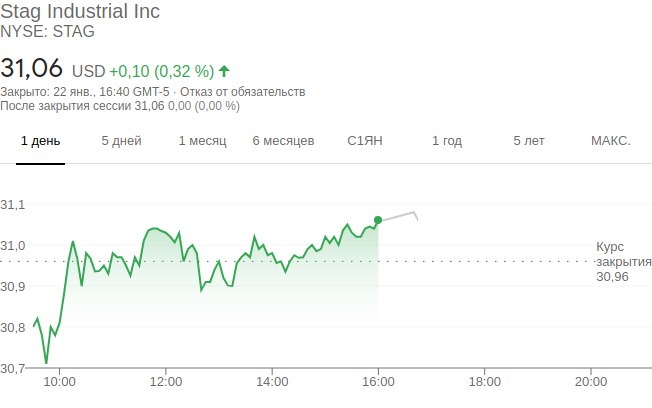 Stag Industrial Inc
NYSE: STAG
31,06 USD +0,10 (0,32 %)
Закрыто: 22 янв., 16:40 GMT-5 · Отказ от обязательств
После закрытия сессии 31,06 0,00 (0,00 %)
1 день 5 дней 1 месяц 6 месяцев С1ЯН 1 год 5 лет МАКС.
31,1
31,0
30,9
30,8
30,7
Курс
закрытия
30,96
10:00 12:00 14:00 16:00 18:00 20:00